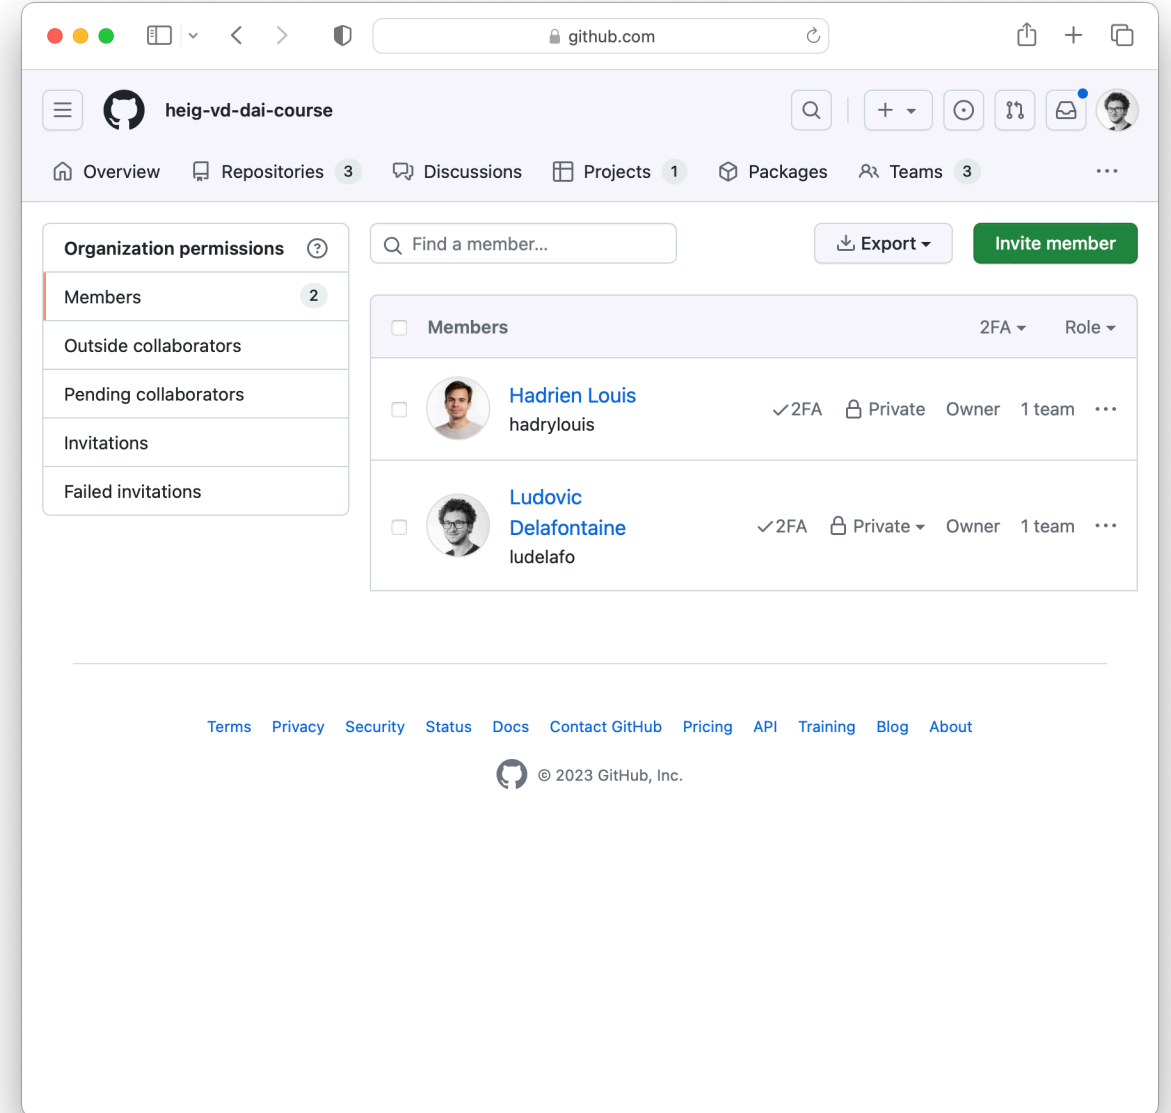 github.com
heig-vd-dai-course
Overview Repositories 3 Discussions Projects 1 Packages Teams 3
Organization permissions
Members 2
Outside collaborators
Pending collaborators
Invitations
Failed invitations
Find a member...
Export
Invite member
Members 2FA Role
Hadrien Louis
hadrylouis
2FA Private Owner 1 team
Ludovic
Delafontaine
ludelafo
2FA Private Owner 1 team
Terms Privacy Security Status Docs Contact GitHub Pricing API Training Blog About
© 2023 GitHub, Inc.